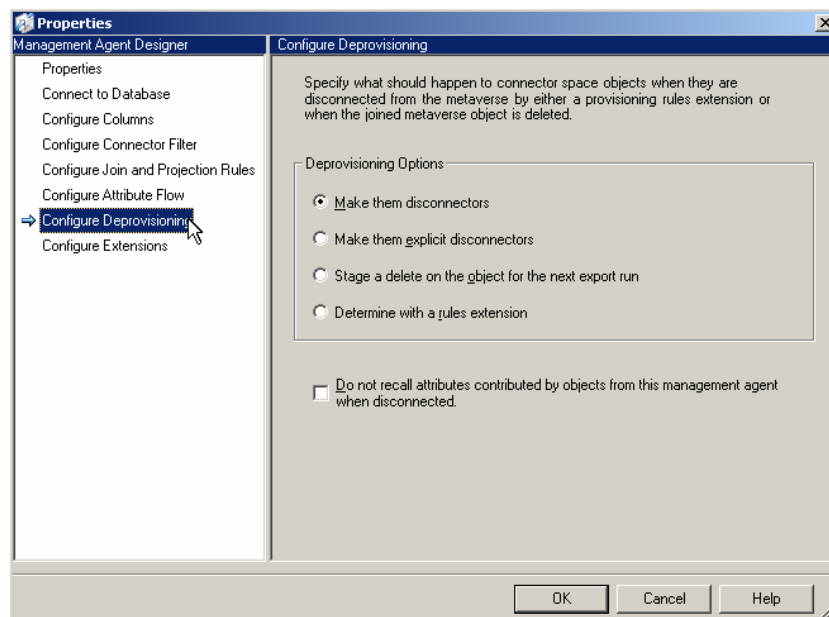 Properties
Management Agent Designer
Properties
Connect to Database
Configure Columns
Configure Connector Filter
Configure Join and Projection Rules
Configure Attribute Flow
Configure Deprovisioning
Configure Extensions
Configure Deprovisioning
Specify what should happen to connector space objects when they are
disconnected from the metaverse by either a provisioning rules extension or
when the joined metaverse object is deleted.
Deprovisioning Options
Make them disconnectors
Make them explicit disconnectors
Stage a delete on the object for the next export run
Determine with a rules extension
Do not recall attributes contributed by objects from this management agent
when disconnected.
OK
Cancel
Help